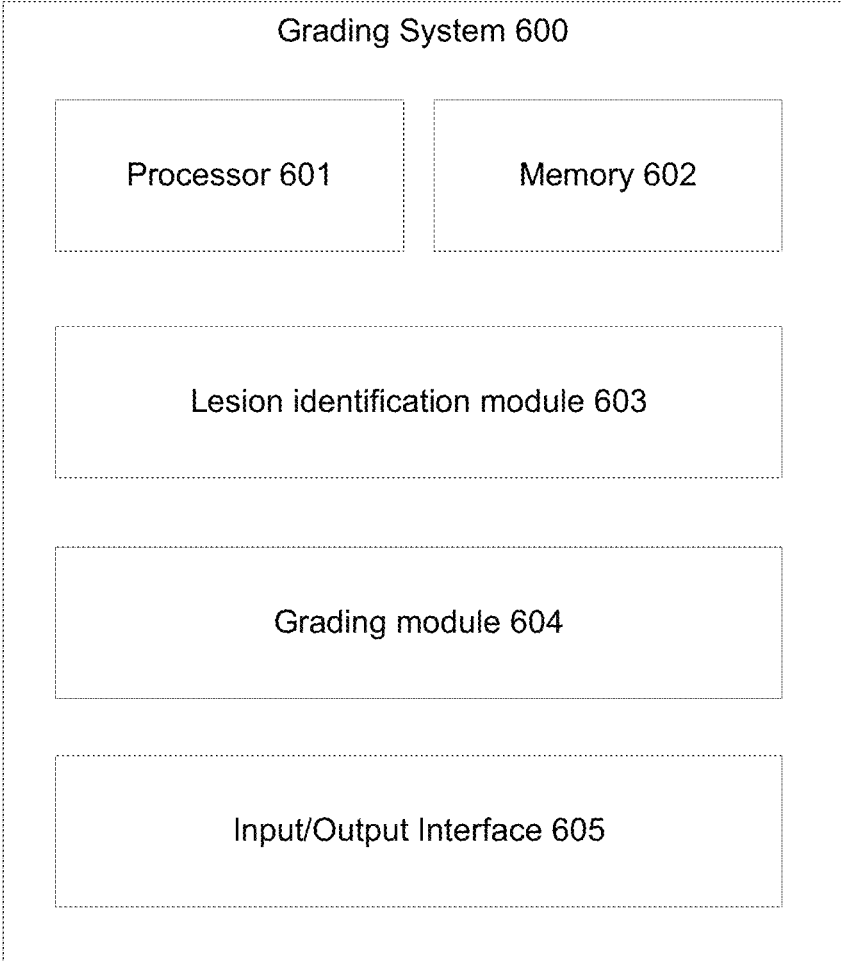 Grading System 600
Processor 601
Memory 602
Lesion identification module 603
Grading module 604
Input/Output Interface 605